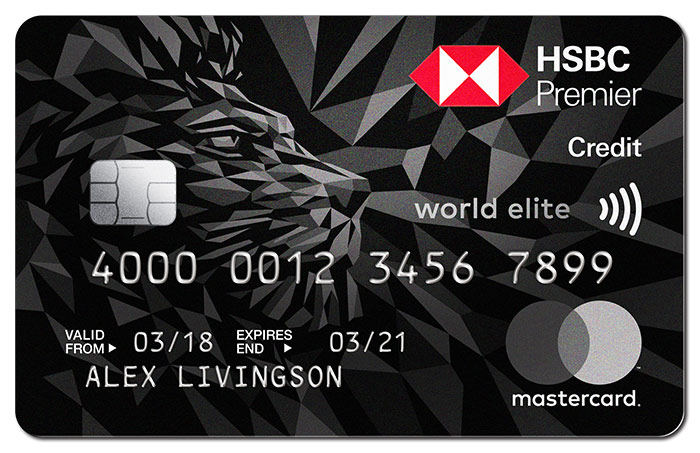 HSBC
Premier
Credit
world elite
4000 0012 3456 7899
VALID FROM ▶ 03/18 EXPIRES END ▶ 03/21
ALEX LIVINGSON
mastercard.